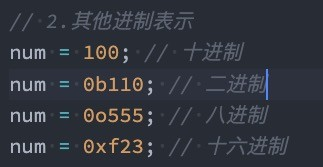 // 2.其他进制表示
num = 100; // 十进制
num = 0b110; // 二进制
num = 0o555; // 八进制
num = 0xf23; // 十六进制